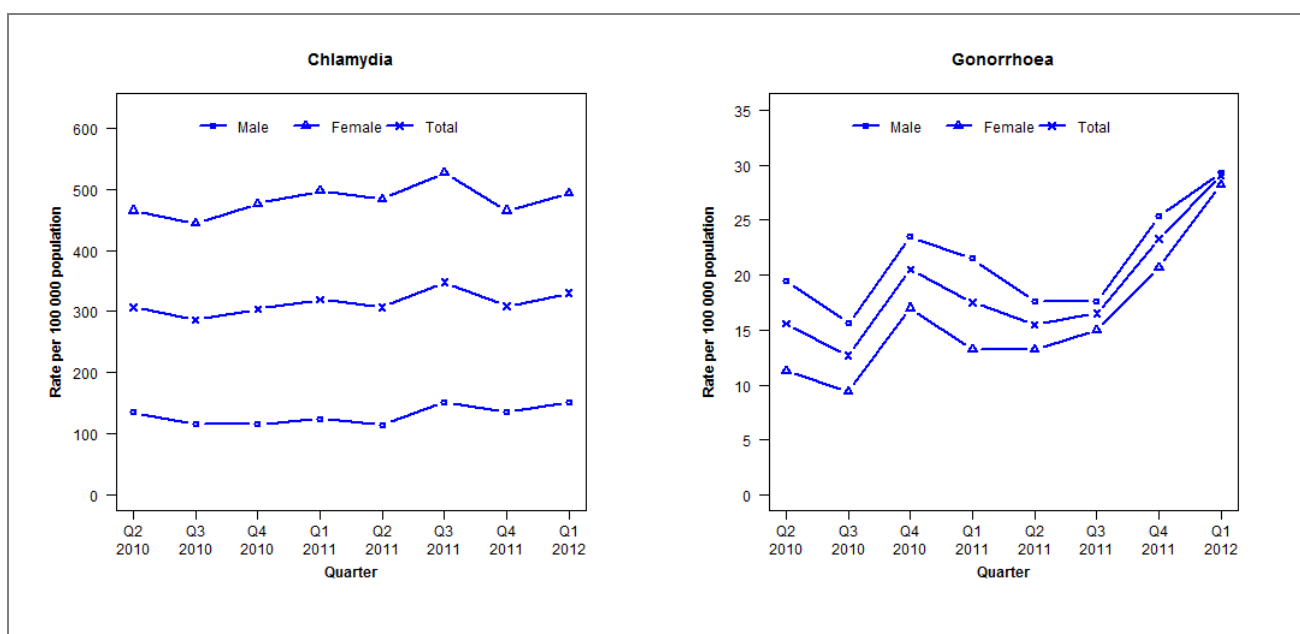 Chlamydia
Rate per 100 000 population
600
500
400
300
200
100
0
Male Female Total
Q2 Q3 Q4 Q1 Q2 Q3 Q4 Q1
2010 2010 2010 2011 2011 2011 2011 2012
Quarter
Gonorrhoea
Rate per 100 000 population
35
30
25
20
15
10
5
0
Male Female Total
Q2 Q3 Q4 Q1 Q2 Q3 Q4 Q1
2010 2010 2010 2011 2011 2011 2011 2012
Quarter